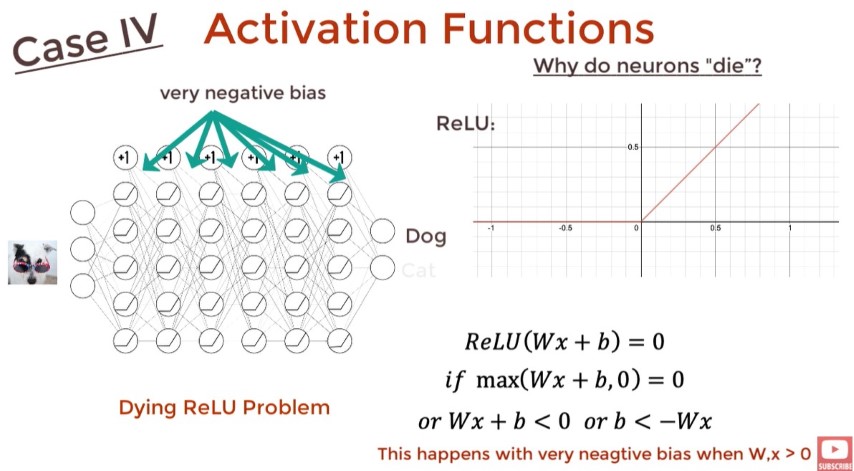 Case IV
Activation Functions
Why do neurons "die"?
very negative bias
ReLU:
+1 +1 +1 +1 +1 +1
0.5
-1 -0.5 0 0.5 1
Dog
Cat
ReLU(Wx + b) = 0
if max(Wx + b, 0) = 0
or Wx + b < 0 or b < −Wx
Dying ReLU Problem
This happens with very neagtive bias when W,x > 0
SUBSCRIBE